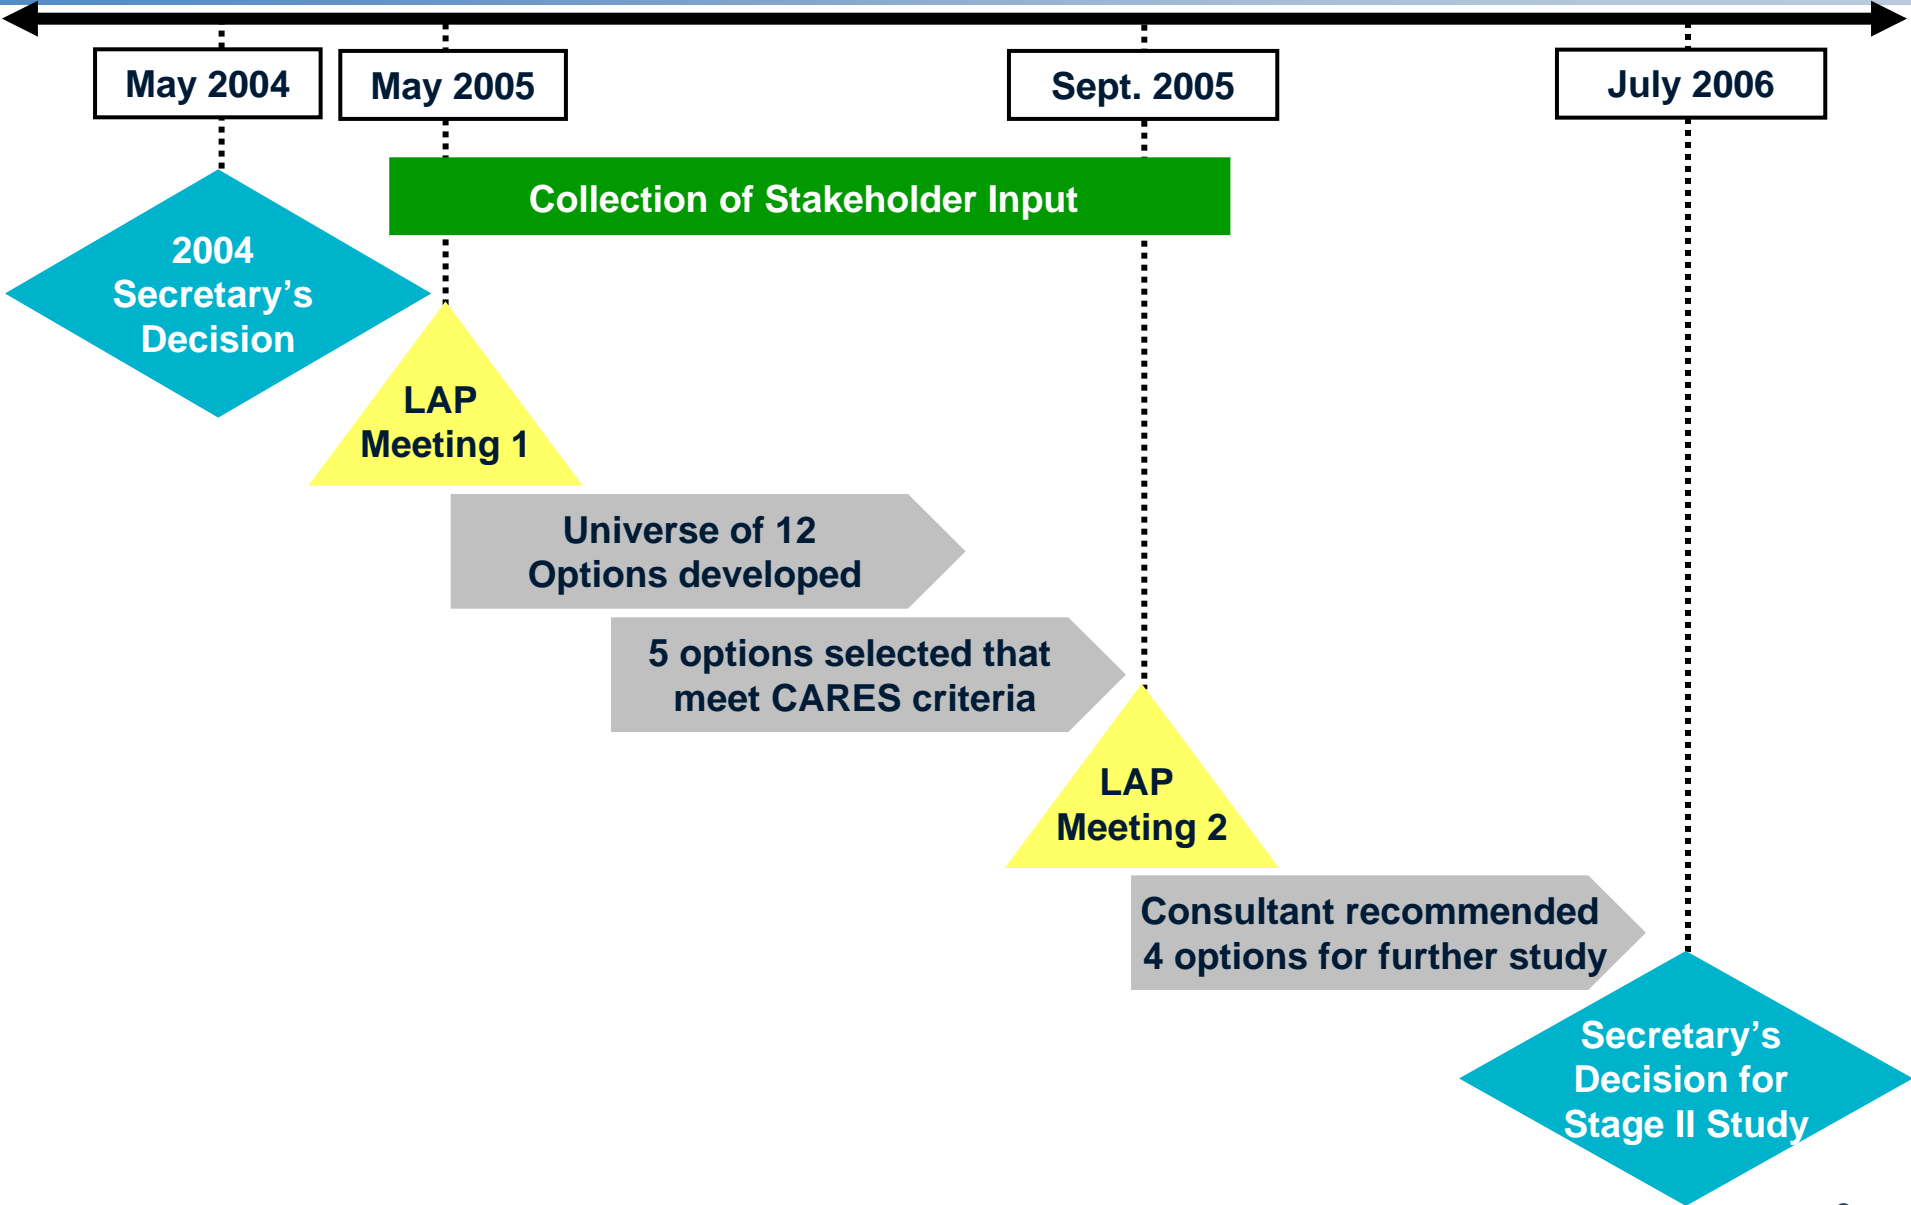 May 2004
May 2005
Sept. 2005
July 2006
Collection of Stakeholder Input
2004
Secretary’s
Decision
LAP
Meeting 1
Universe of 12
Options developed
5 options selected that
meet CARES criteria
LAP
Meeting 2
Consultant recommended
4 options for further study
Secretary’s
Decision for
Stage II Study